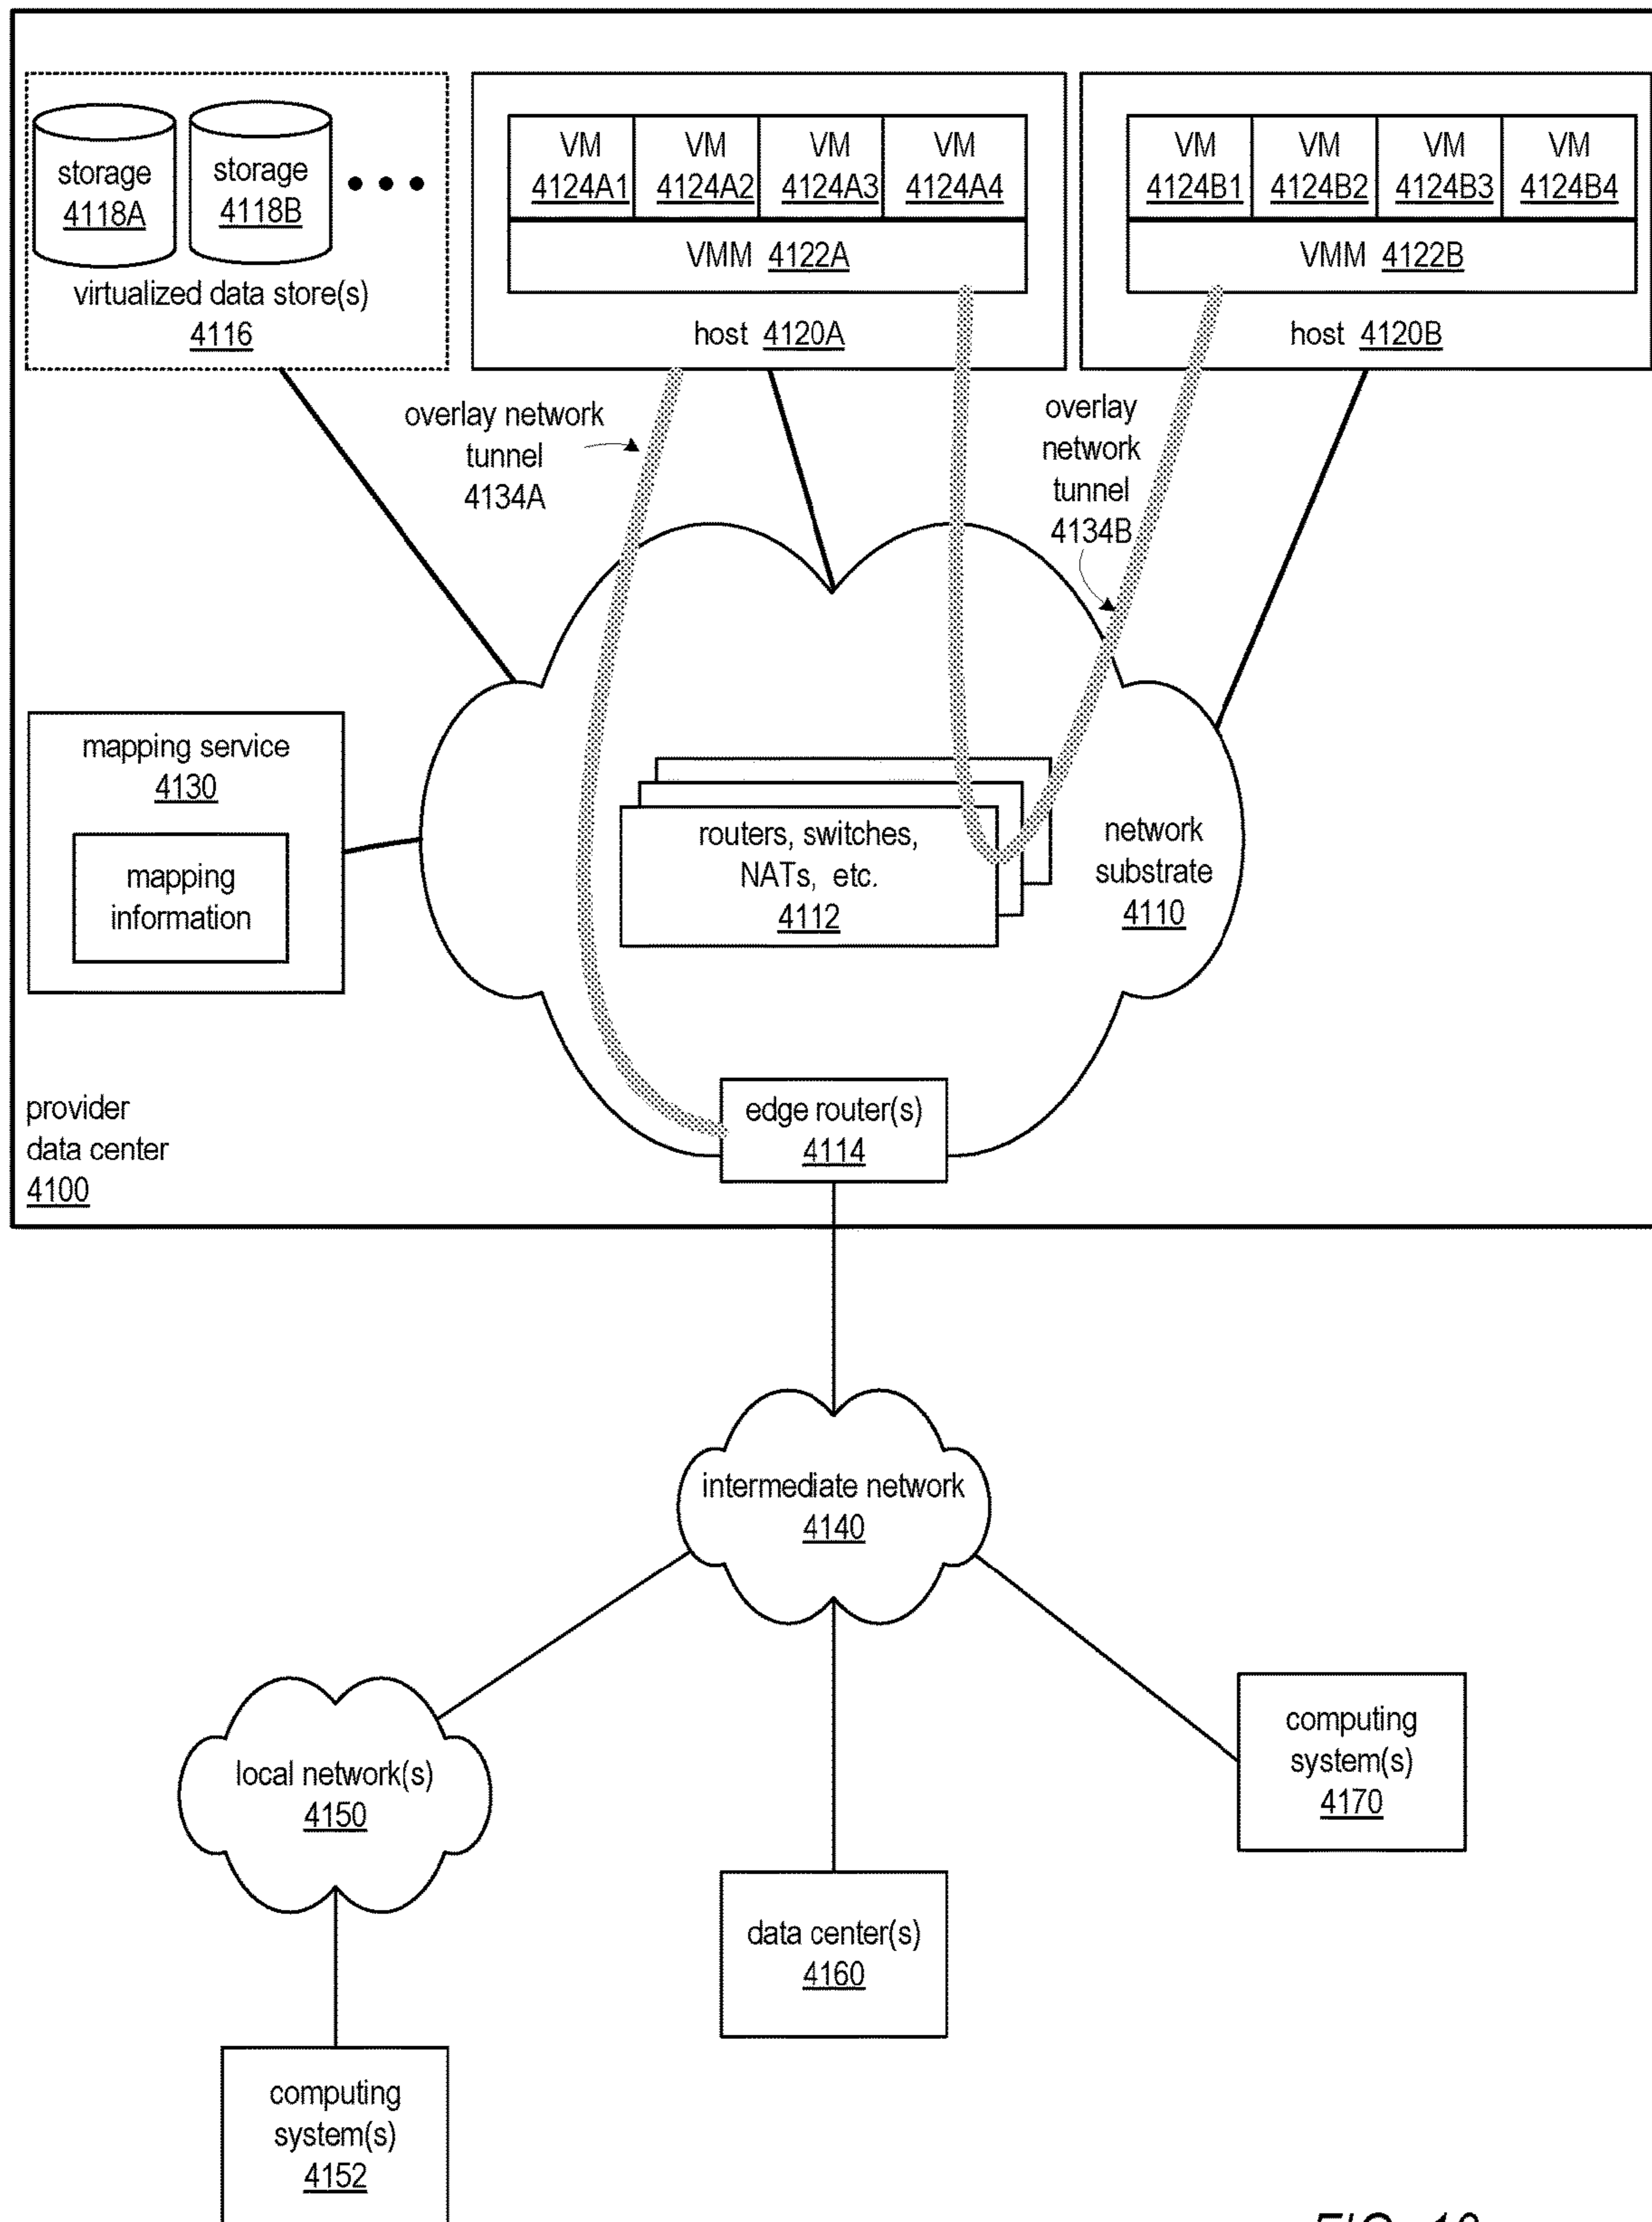 storage
4118A
storage
4118B
virtualized data store(s)
4116
VM
4124A1
VM
4124A2
VM
4124A3
VM
4124A4
VMM 4122A
host 4120A
VM
4124B1
VM
4124B2
VM
4124B3
VM
4124B4
VMM 4122B
host 4120B
overlay network
tunnel
4134A
overlay
network
tunnel
4134B
mapping service
4130
mapping
information
routers, switches,
NATs, etc.
4112
network
substrate
4110
edge router(s)
4114
provider
data center
4100
intermediate network
4140
local network(s)
4150
computing
system(s)
4170
data center(s)
4160
computing
system(s)
4152